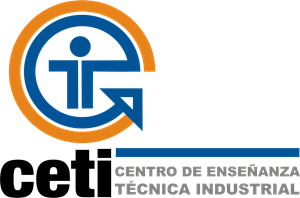 ceti
CENTRO DE ENSEÑANZA
TÉCNICA INDUSTRIAL